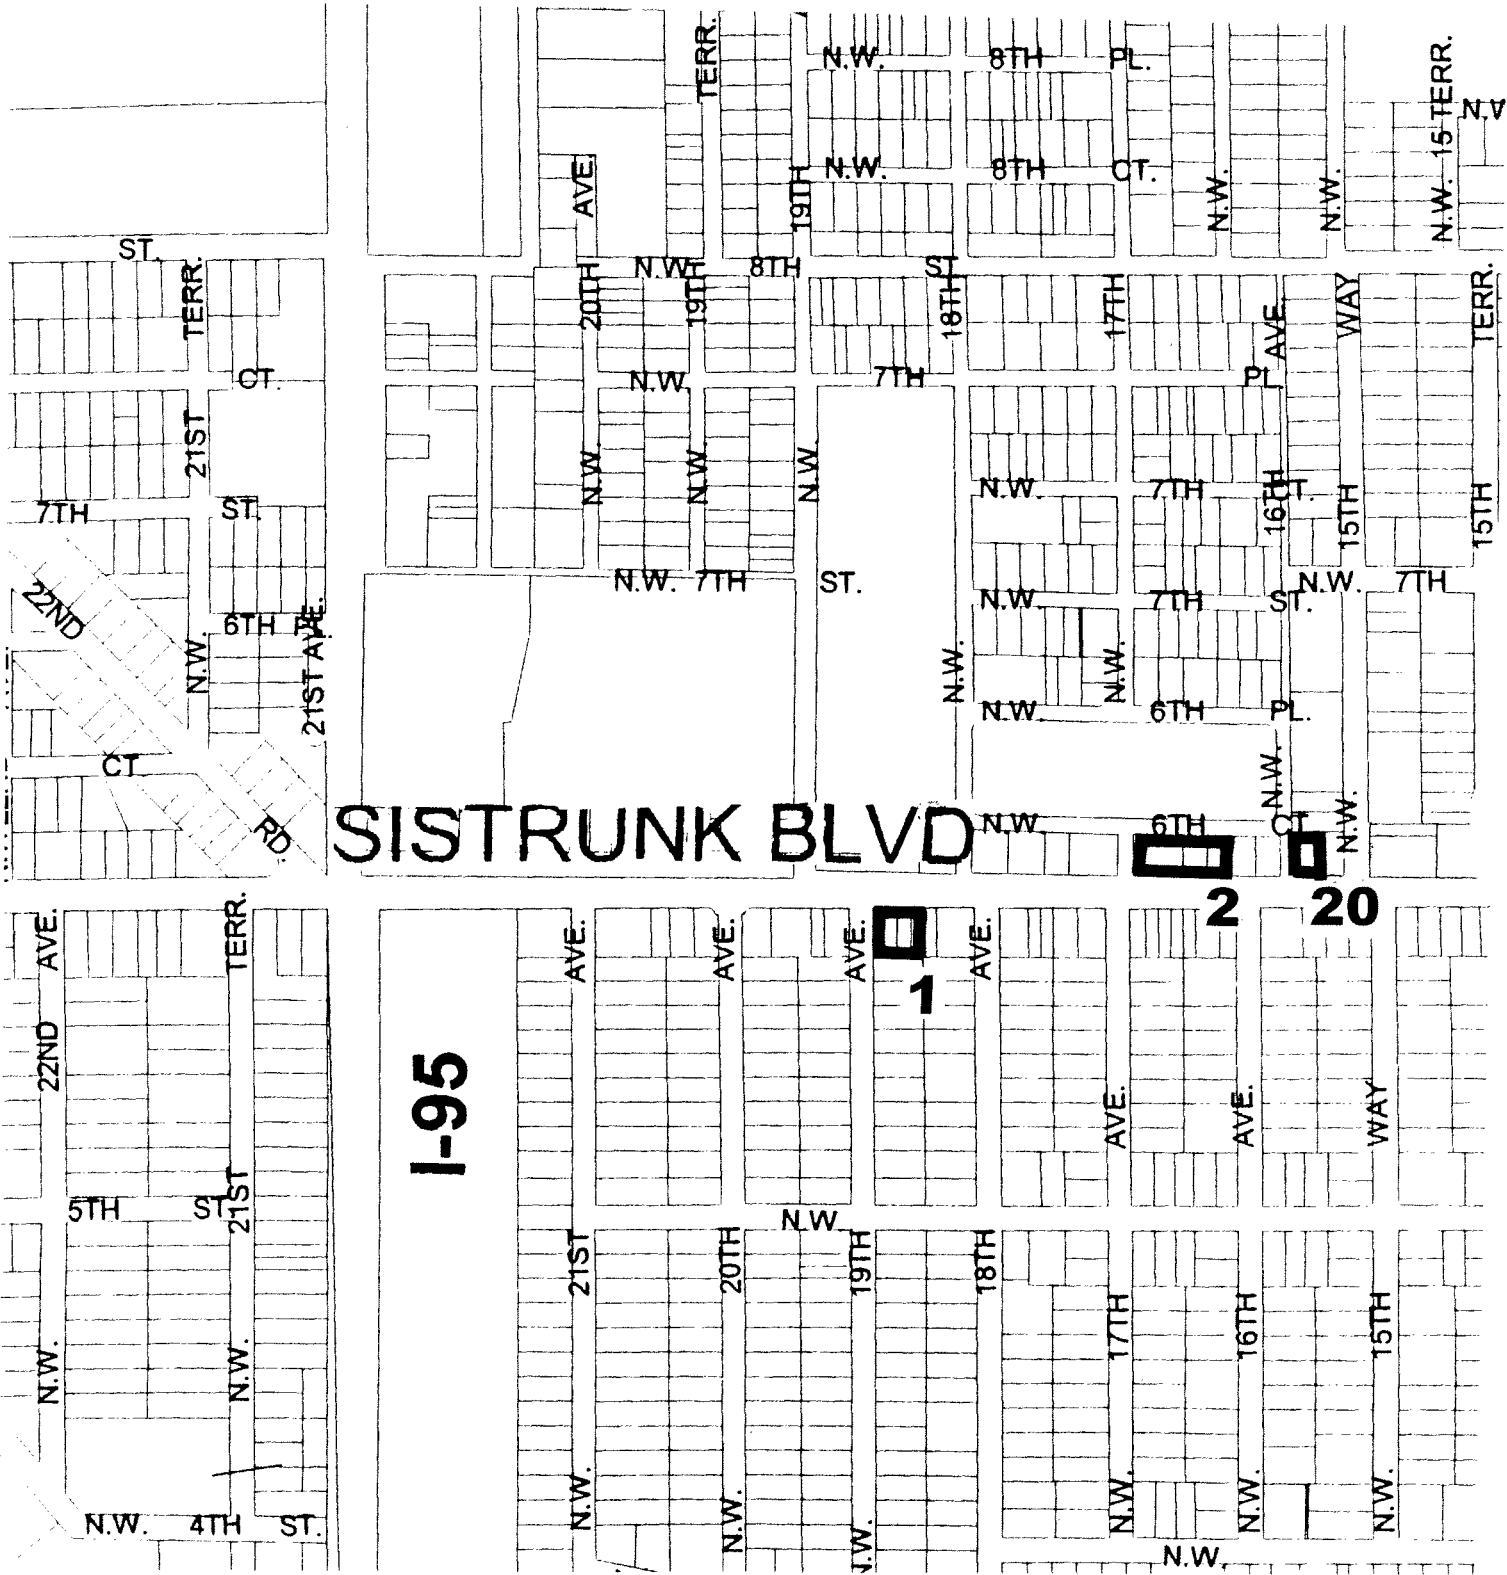 TERR.
N.W. 8TH PL.
N.W. 15 TERR.
N.W. 8TH CT.
AVE.
19TH
N.W.
N.W.
ST.
N.W. 8TH ST.
TERR.
20TH
19TH
18TH
17TH
AVE.
WAY
TERR.
CT.
N.W. 7TH PL.
21ST
N.W.
N.W.
N.W.
N.W. 7TH CT.
16TH
15TH
15TH
7TH ST.
N.W. 7TH ST.
N.W. 7TH ST.
N.W. 7TH
22ND
6TH PL.
21ST AVE.
N.W.
N.W.
N.W.
N.W. 6TH PL.
CT.
RD.
N.W.
N.W.
SISTRUNK BLVD
N.W. 6TH CT.
2
20
1
AVE.
TERR.
AVE.
AVE.
AVE.
AVE.
I-95
22ND
AVE.
AVE.
WAY
5TH ST.
21ST
N.W.
21ST
20TH
19TH
18TH
17TH
16TH
15TH
N.W.
N.W.
N.W.
N.W.
N.W.
N.W.
N.W.
N.W.
N.W. 4TH ST.
N.W.